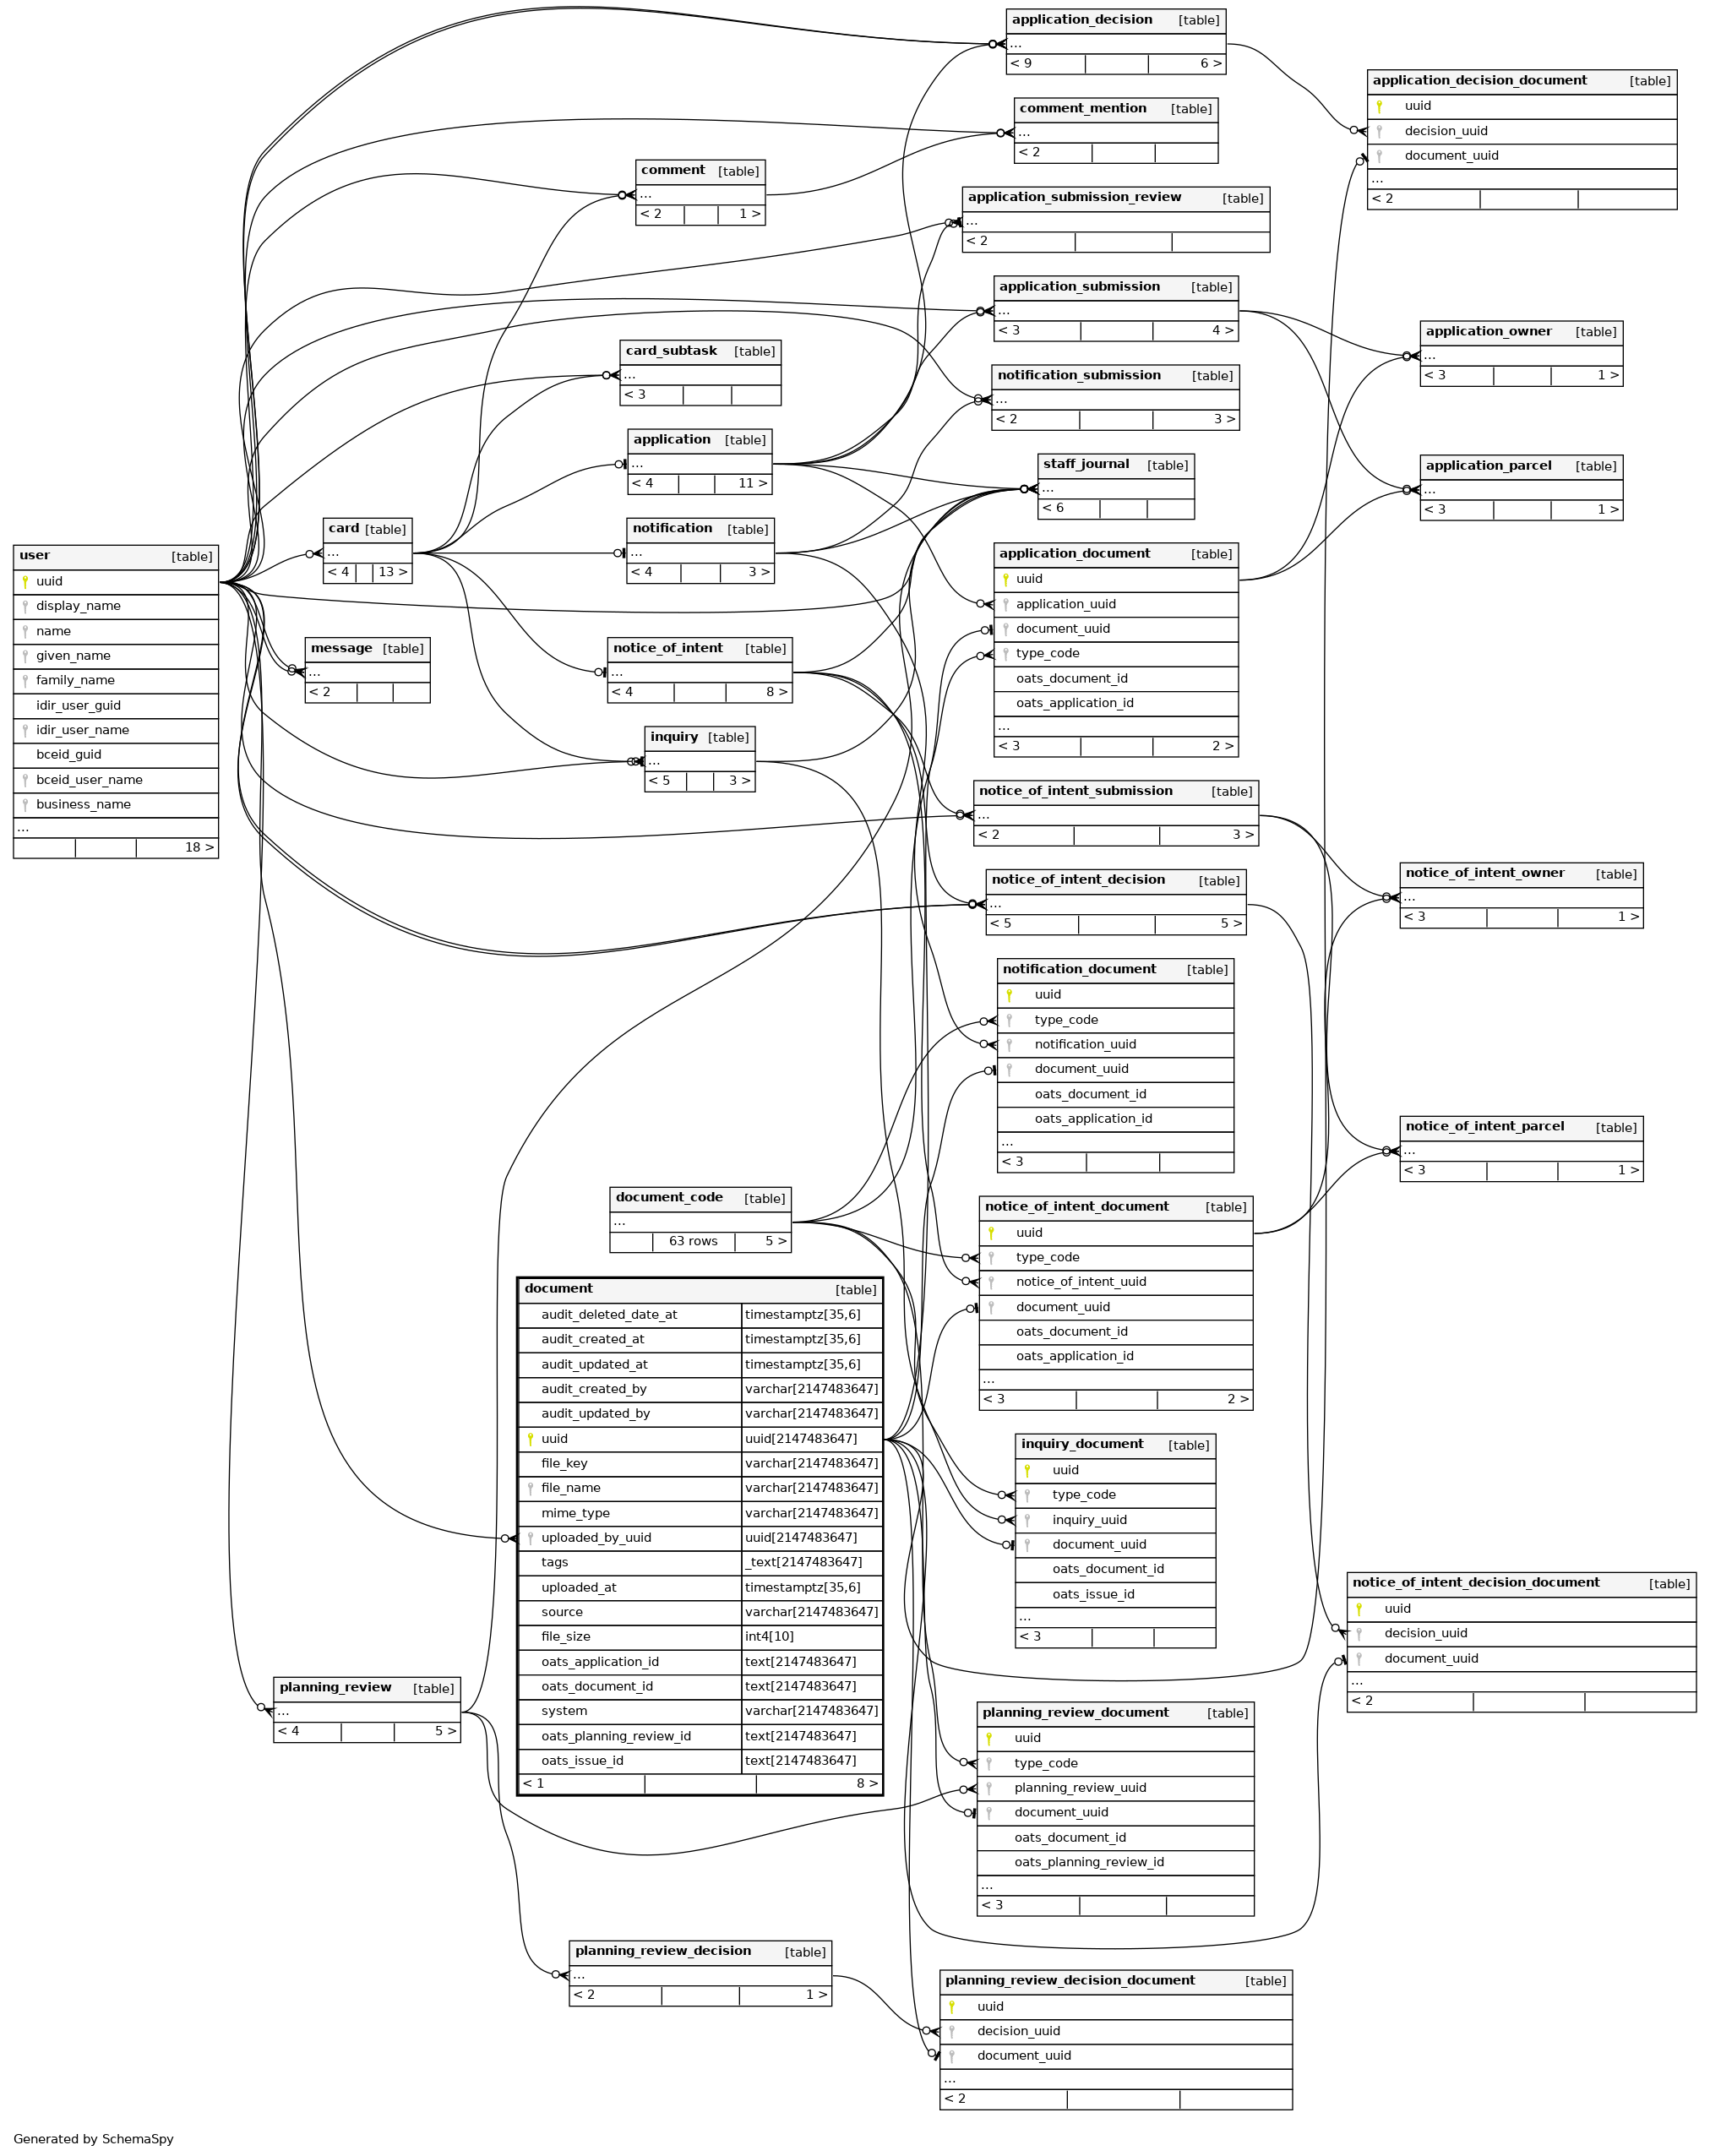 application_decision [table]
...
< 9 6 >
application_decision_document [table]
uuid
decision_uuid
document_uuid
...
< 2
comment_mention [table]
...
< 2
comment [table]
...
< 2 1 >
application_submission_review [table]
...
< 2
application_submission [table]
...
< 3 4 >
application_owner [table]
...
< 3 1 >
card_subtask [table]
...
< 3
notification_submission [table]
...
< 2 3 >
application [table]
...
< 4 11 >
staff_journal [table]
...
< 6
application_parcel [table]
...
< 3 1 >
card [table]
...
< 4 13 >
notification [table]
...
< 4 3 >
user [table]
uuid
display_name
name
given_name
family_name
idir_user_guid
idir_user_name
bceid_guid
bceid_user_name
business_name
...
18 >
application_document [table]
uuid
application_uuid
document_uuid
type_code
oats_document_id
oats_application_id
...
< 3 2 >
message [table]
...
< 2
notice_of_intent [table]
...
< 4 8 >
inquiry [table]
...
< 5 3 >
notice_of_intent_submission [table]
...
< 2 3 >
notice_of_intent_decision [table]
...
< 5 5 >
notice_of_intent_owner [table]
...
< 3 1 >
notification_document [table]
uuid
type_code
notification_uuid
document_uuid
oats_document_id
oats_application_id
...
< 3
notice_of_intent_parcel [table]
...
< 3 1 >
document_code [table]
...
63 rows 5 >
notice_of_intent_document [table]
uuid
type_code
notice_of_intent_uuid
document_uuid
oats_document_id
oats_application_id
...
< 3 2 >
document [table]
audit_deleted_date_at timestamptz[35,6]
audit_created_at timestamptz[35,6]
audit_updated_at timestamptz[35,6]
audit_created_by varchar[2147483647]
audit_updated_by varchar[2147483647]
uuid uuid[2147483647]
file_key varchar[2147483647]
file_name varchar[2147483647]
mime_type varchar[2147483647]
uploaded_by_uuid uuid[2147483647]
tags _text[2147483647]
uploaded_at timestamptz[35,6]
source varchar[2147483647]
file_size int4[10]
oats_application_id text[2147483647]
oats_document_id text[2147483647]
system varchar[2147483647]
oats_planning_review_id text[2147483647]
oats_issue_id text[2147483647]
< 1 8 >
inquiry_document [table]
uuid
type_code
inquiry_uuid
document_uuid
oats_document_id
oats_issue_id
...
< 3
notice_of_intent_decision_document [table]
uuid
decision_uuid
document_uuid
...
< 2
planning_review [table]
...
< 4 5 >
planning_review_document [table]
uuid
type_code
planning_review_uuid
document_uuid
oats_document_id
oats_planning_review_id
...
< 3
planning_review_decision [table]
...
< 2 1 >
planning_review_decision_document [table]
uuid
decision_uuid
document_uuid
...
< 2
Generated by SchemaSpy